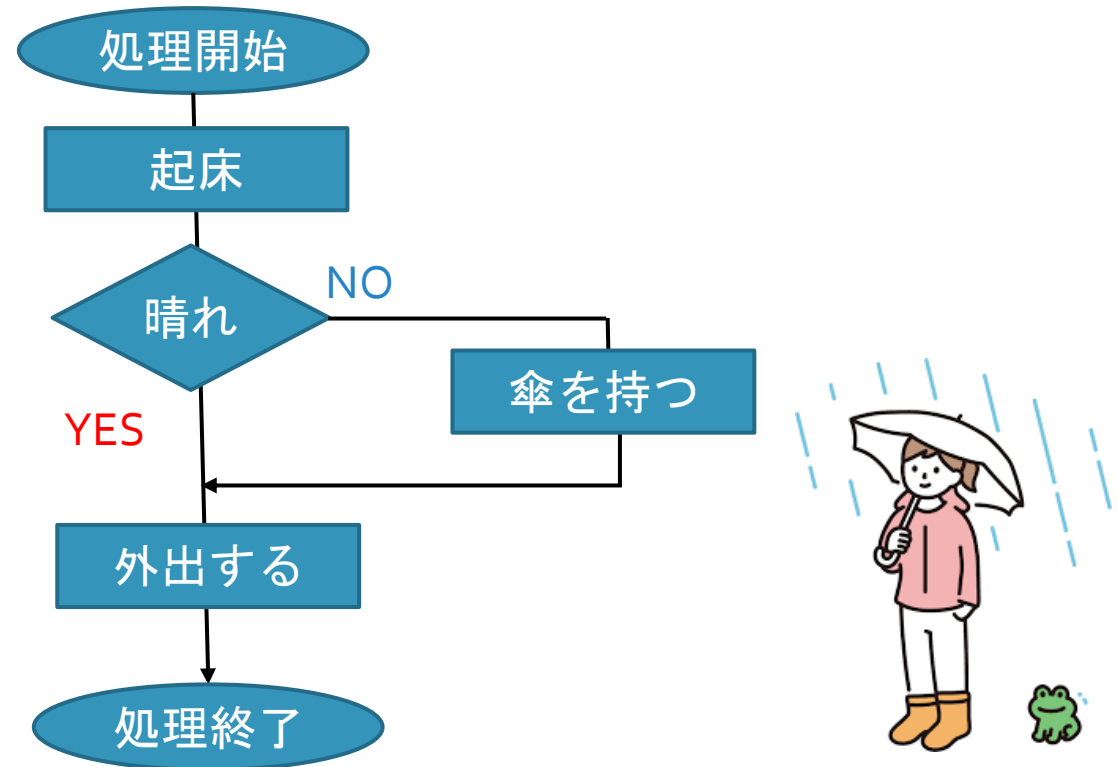 処理開始
起床
晴れ
NO
傘を持つ
YES
外出する
処理終了